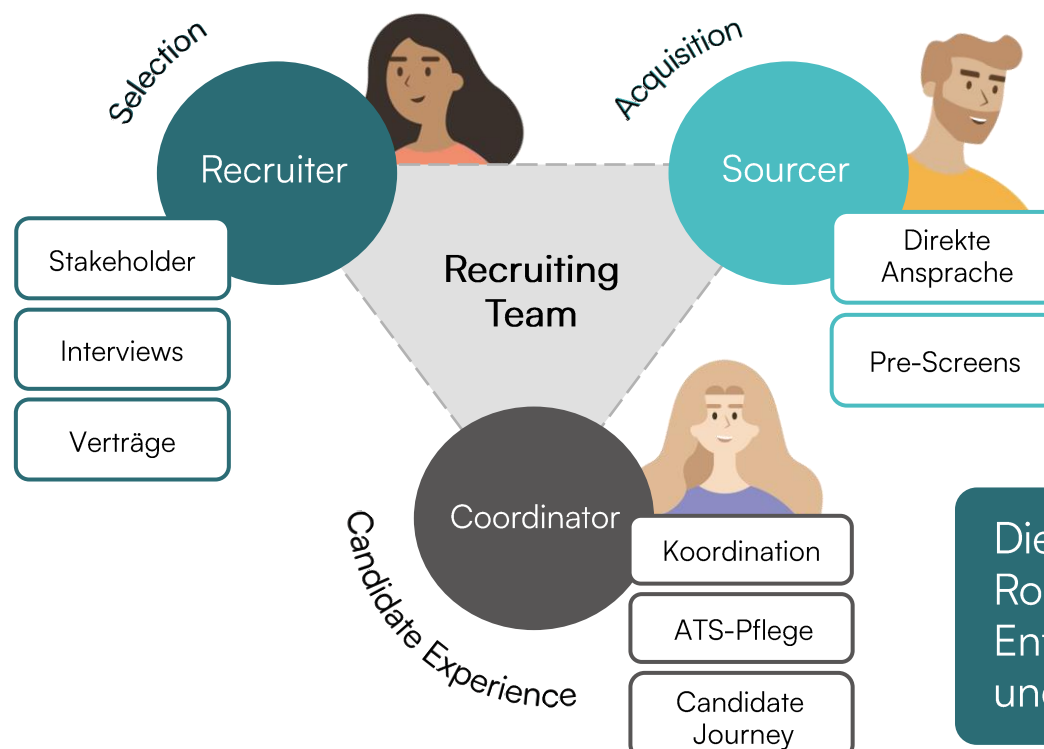 Selection
Recruiter
Stakeholder
Interviews
Verträge
Acquisition
Sourcer
Direkte
Ansprache
Pre-Screens
Recruiting
Team
Coordinator
Candidate Experience
Koordination
ATS-Pflege
Candidate
Journey
Die